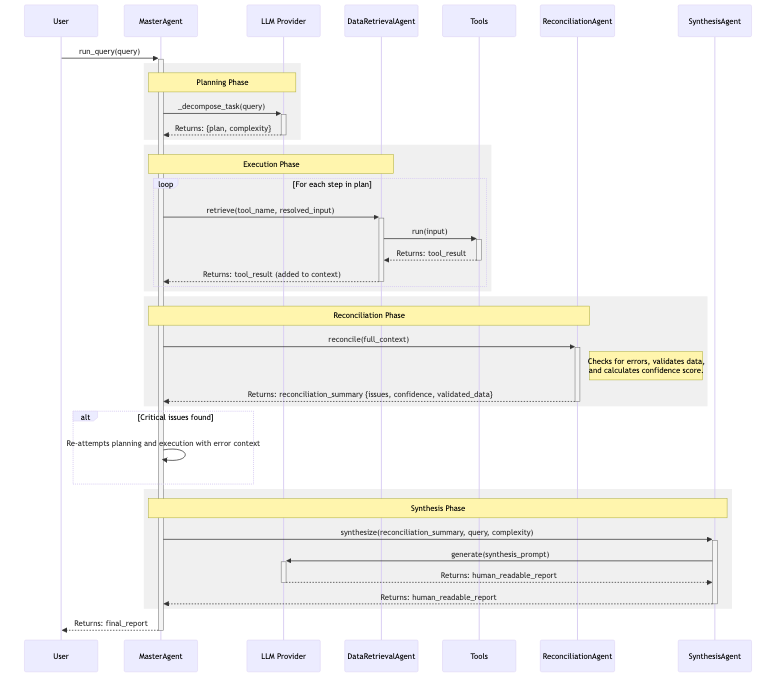 User
MasterAgent
LLM Provider
DataRetrievalAgent
Tools
ReconciliationAgent
SynthesisAgent
run_query(query)
Planning Phase
_decompose_task(query)
Returns: {plan, complexity}
Execution Phase
loop
[For each step in plan]
retrieve(tool_name, resolved_input)
run(input)
Returns: tool_result
Returns: tool_result (added to context)
Reconciliation Phase
reconcile(full_context)
Checks for errors, validates data,
and calculates confidence score.
Returns: reconciliation_summary {issues, confidence, validated_data}
alt
[Critical issues found]
Re-attempts planning and execution with error context
Synthesis Phase
synthesize(reconciliation_summary, query, complexity)
generate(synthesis_prompt)
Returns: human_readable_report
Returns: human_readable_report
Returns: final_report
User
MasterAgent
LLM Provider
DataRetrievalAgent
Tools
ReconciliationAgent
SynthesisAgent